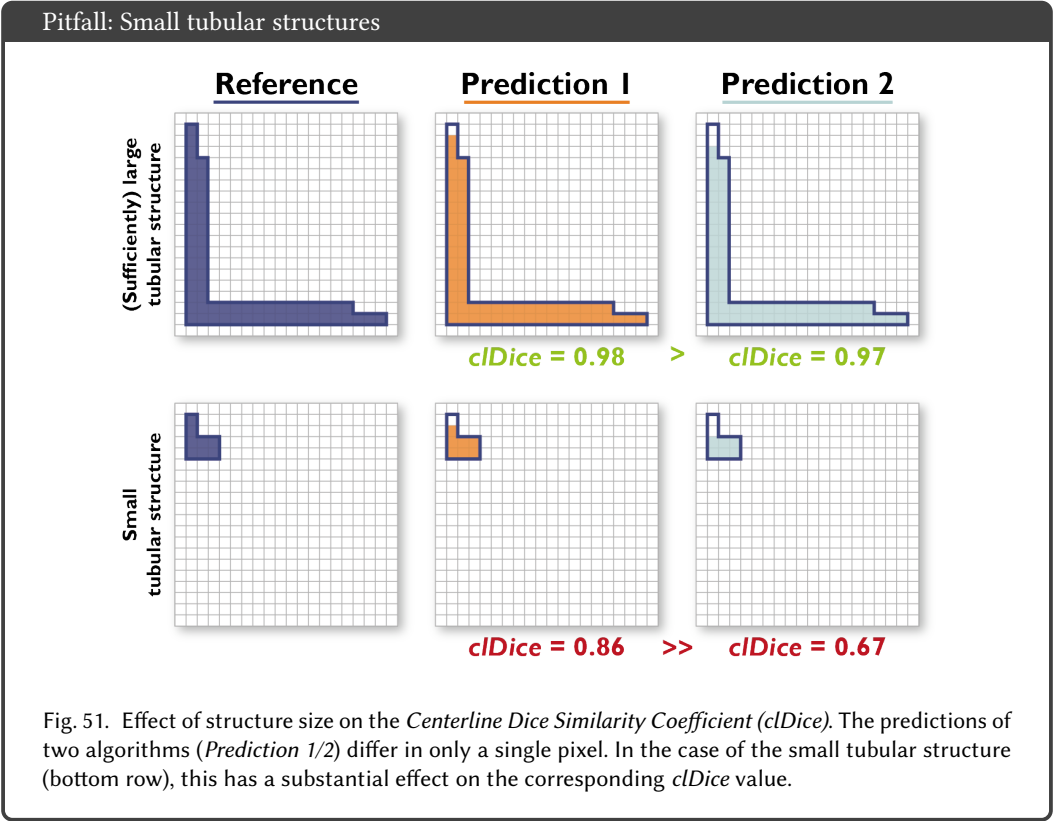 Pitfall: Small tubular structures
Reference
Prediction 1
Prediction 2
(Sufficiently) large
tubular structure
clDice = 0.98 > clDice = 0.97
Small
tubular structure
clDice = 0.86 >> clDice = 0.67
Fig. 51. Effect of structure size on the Centerline Dice Similarity Coefficient (clDice). The predictions of
two algorithms (Prediction 1/2) differ in only a single pixel. In the case of the small tubular structure
(bottom row), this has a substantial effect on the corresponding clDice value.